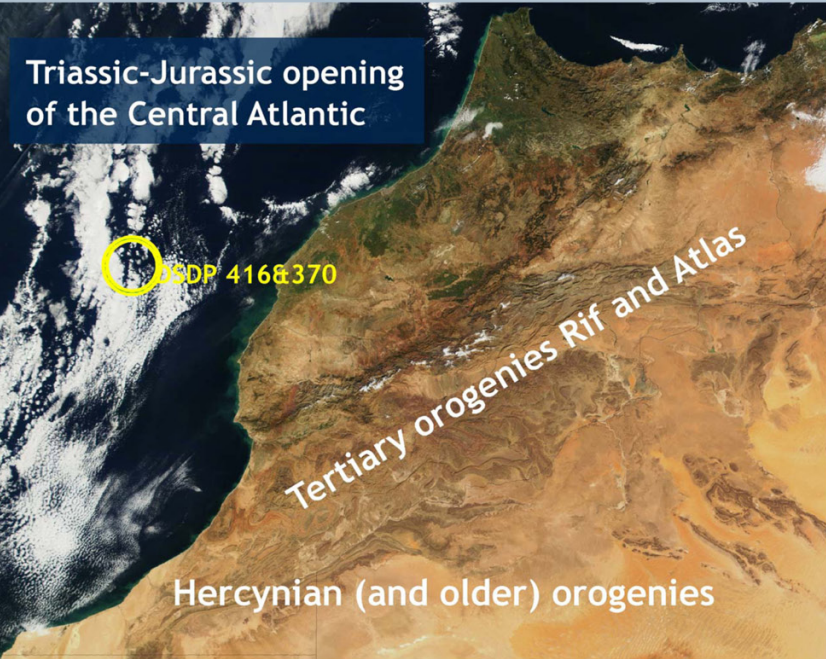 Triassic-Jurassic opening
of the Central Atlantic
DSDP 416&370
Tertiary orogenies Rif and Atlas
Hercynian (and older) orogenies